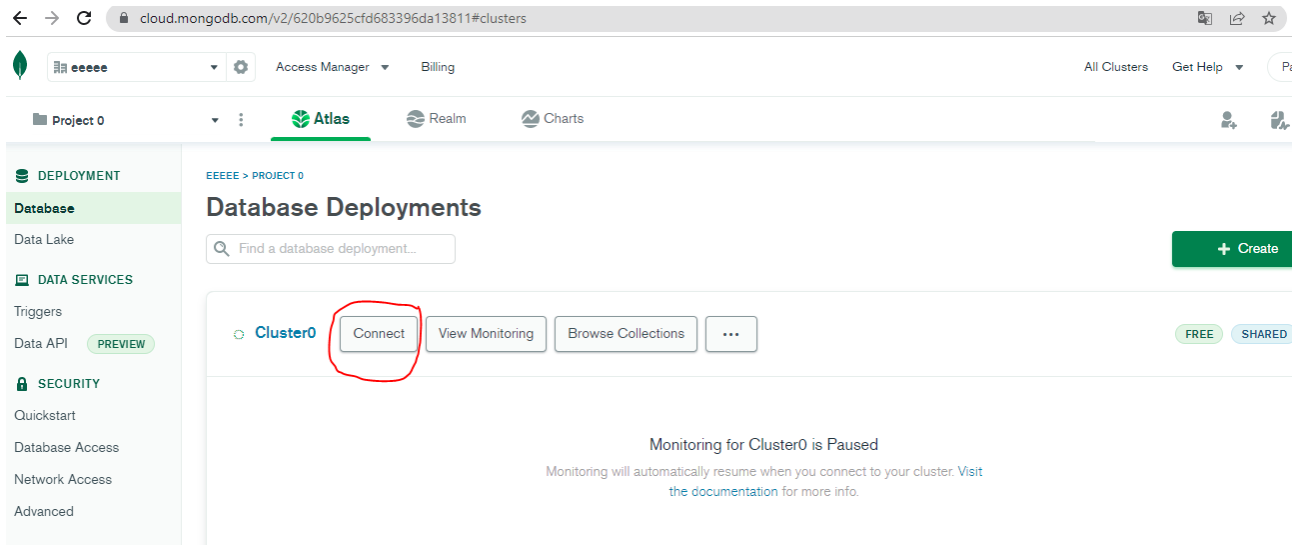 cloud.mongodb.com/v2/620b9625cfd683396da13811#clusters
eeeee Access Manager Billing All Clusters Get Help
Project 0 Atlas Realm Charts
DEPLOYMENT
Database
Data Lake
DATA SERVICES
Triggers
Data API PREVIEW
SECURITY
Quickstart
Database Access
Network Access
Advanced
EEEEE > PROJECT 0
Database Deployments
Find a database deployment...
+ Create
Cluster0 Connect View Monitoring Browse Collections ... FREE SHARED
Monitoring for Cluster0 is Paused
Monitoring will automatically resume when you connect to your cluster. Visit
the documentation for more info.